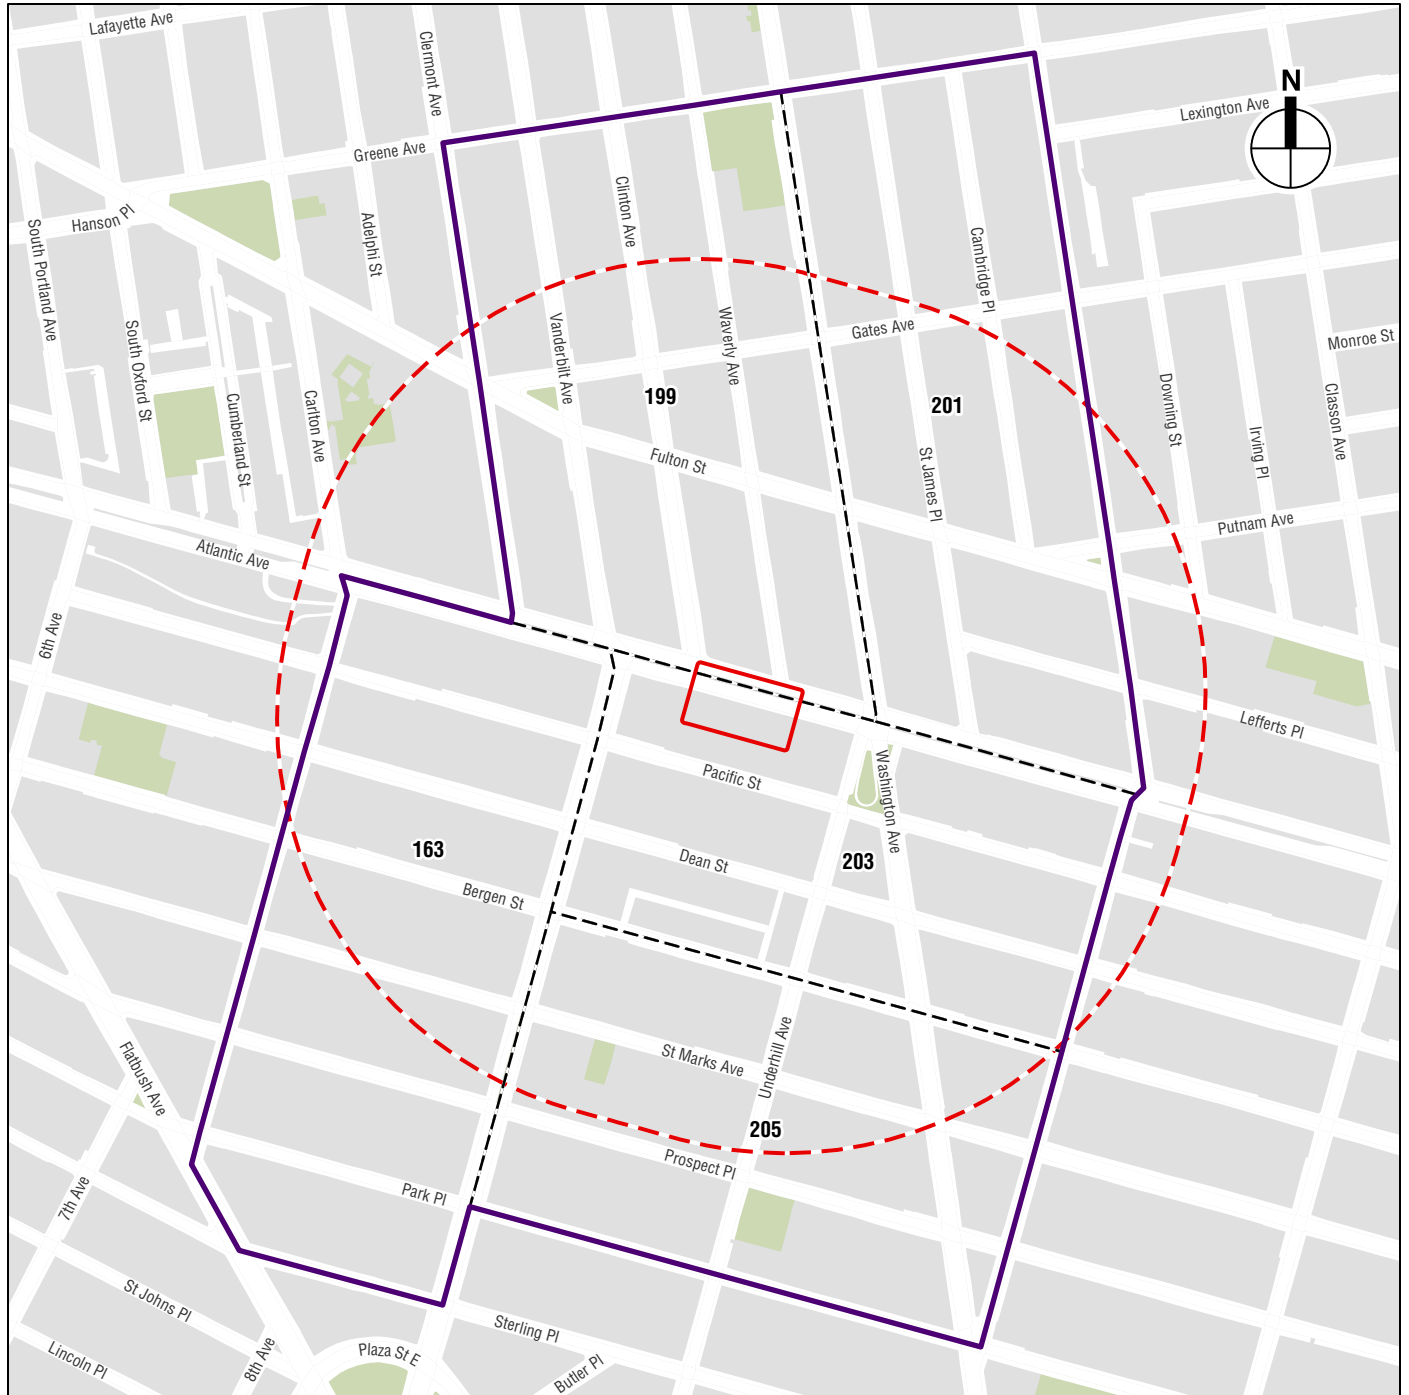 Lafayette Ave
Clermont Ave
N
Lexington Ave
Greene Ave
Hanson Pl
South Portland Ave
Adelphi St
Clinton Ave
Cambridge Pl
Gates Ave
Waverly Ave
Vanderbilt Ave
South Oxford St
Cumberland St
Carlton Ave
Monroe St
Downing St
Irving Pl
Classon Ave
199
201
Fulton St
St James Pl
Putnam Ave
Atlantic Ave
6th Ave
Lefferts Pl
Pacific St
Washington Ave
163
Dean St
203
Bergen St
St Marks Ave
Underhill Ave
Flatbush Ave
205
Prospect Pl
Park Pl
7th Ave
St Johns Pl
Sterling Pl
Lincoln Pl
8th Ave
Plaza St E
Butler Pl